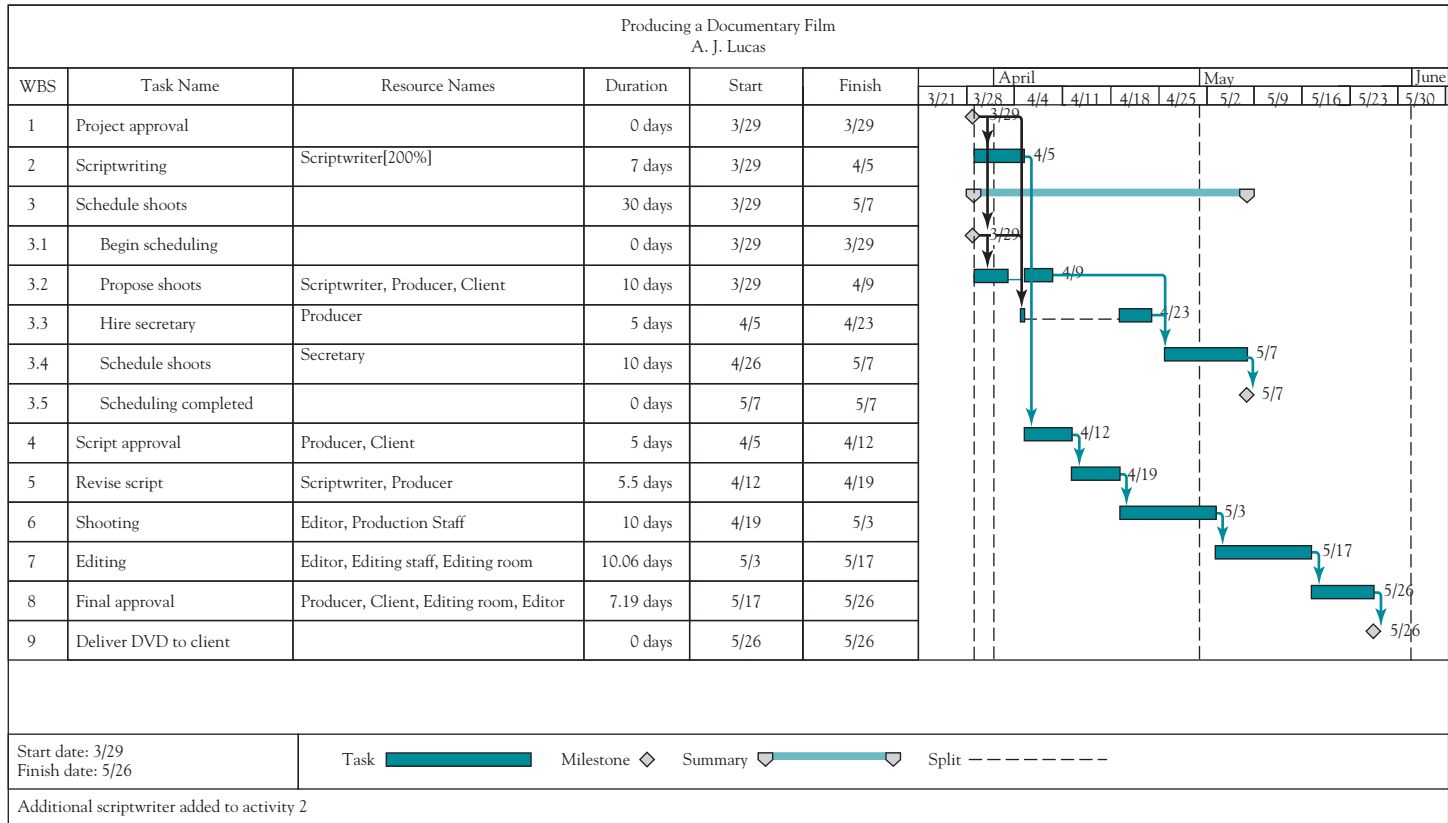 Producing a Documentary Film
A. J. Lucas
WBS Task Name Resource Names Duration Start Finish
April May June
3/21 3/28 4/4 4/11 4/18 4/25 5/2 5/9 5/16 5/23 5/30
1 Project approval 0 days 3/29 3/29 3/29
2 Scriptwriting Scriptwriter[200%] 7 days 3/29 4/5 4/5
3 Schedule shoots 30 days 3/29 5/7
3.1 Begin scheduling 0 days 3/29 3/29 3/29
3.2 Propose shoots Scriptwriter, Producer, Client 10 days 3/29 4/9 4/9
3.3 Hire secretary Producer 5 days 4/5 4/23 4/23
3.4 Schedule shoots Secretary 10 days 4/26 5/7 5/7
3.5 Scheduling completed 0 days 5/7 5/7 5/7
4 Script approval Producer, Client 5 days 4/5 4/12 4/12
5 Revise script Scriptwriter, Producer 5.5 days 4/12 4/19 4/19
6 Shooting Editor, Production Staff 10 days 4/19 5/3 5/3
7 Editing Editor, Editing staff, Editing room 10.06 days 5/3 5/17 5/17
8 Final approval Producer, Client, Editing room, Editor 7.19 days 5/17 5/26 5/26
9 Deliver DVD to client 0 days 5/26 5/26 5/26
Start date: 3/29
Finish date: 5/26
Task Milestone Summary Split
Additional scriptwriter added to activity 2